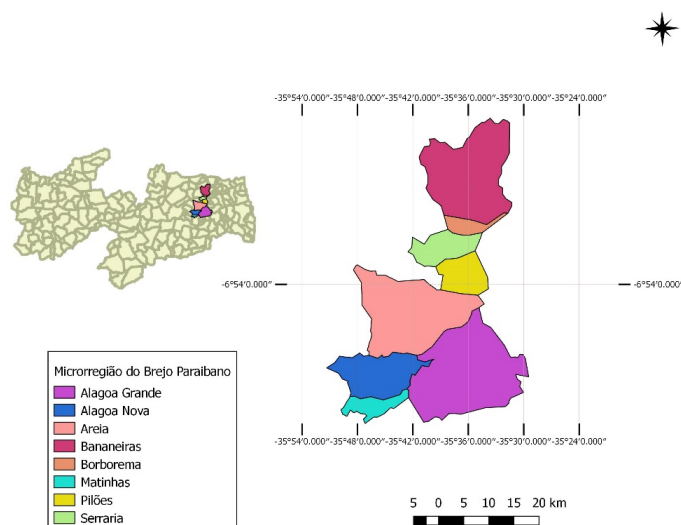 -35°54'0.000"-35°48'0.000"-35°42'0.000"-35°36'0.000"-35°30'0.000"-35°24'0.000"
-6°54'0.000"
-6°54'0.000"
-35°54'0.000"-35°48'0.000"-35°42'0.000"-35°36'0.000"-35°30'0.000"-35°24'0.000"
Microrregião do Brejo Paraibano
Alagoa Grande
Alagoa Nova
Areia
Bananeiras
Borborema
Matinhas
Pilões
Serraria
5 0 5 10 15 20 km